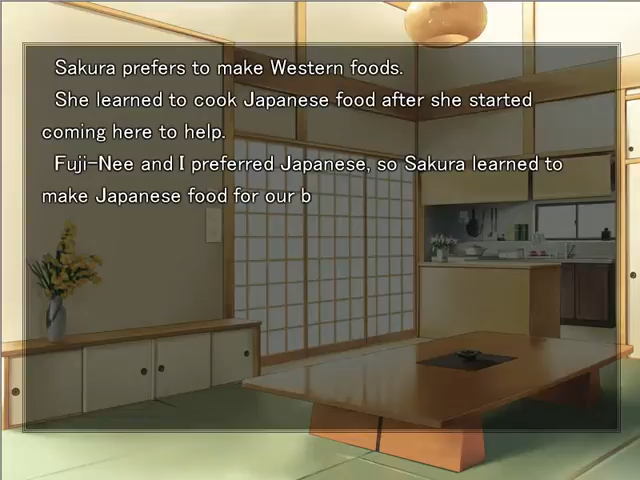 Sakura prefers to make Western foods.
She learned to cook Japanese food after she started
coming here to help.
Fuji-Nee and I preferred Japanese, so Sakura learned to
make Japanese food for our b